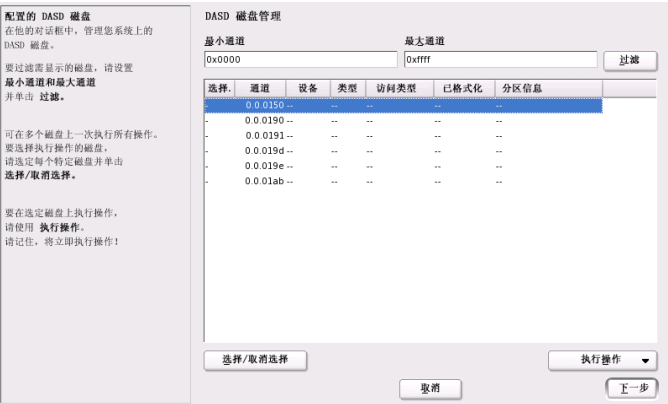 配置的 DASD 磁盘
在他的对话框中，管理您系统上的
DASD 磁盘。
要过滤需显示的磁盘，请设置
最小通道和最大通道
并单击 过滤。
可在多个磁盘上一次执行所有操作。
要选择执行操作的磁盘，
请选定每个特定磁盘并单击
选择/取消选择。
要在选定磁盘上执行操作，
请使用 执行操作。
请记住，将立即执行操作！
DASD 磁盘管理
最小通道 最大通道
0x0000 0xffff 过滤
选择. 通道 设备 类型 访问类型 已格式化 分区信息
- 0.0.0150 -- -- -- -- --
- 0.0.0190 -- -- -- -- --
- 0.0.0191 -- -- -- -- --
- 0.0.019d -- -- -- -- --
- 0.0.019e -- -- -- -- --
- 0.0.01ab -- -- -- -- --
选择/取消选择 执行操作
取消 下一步